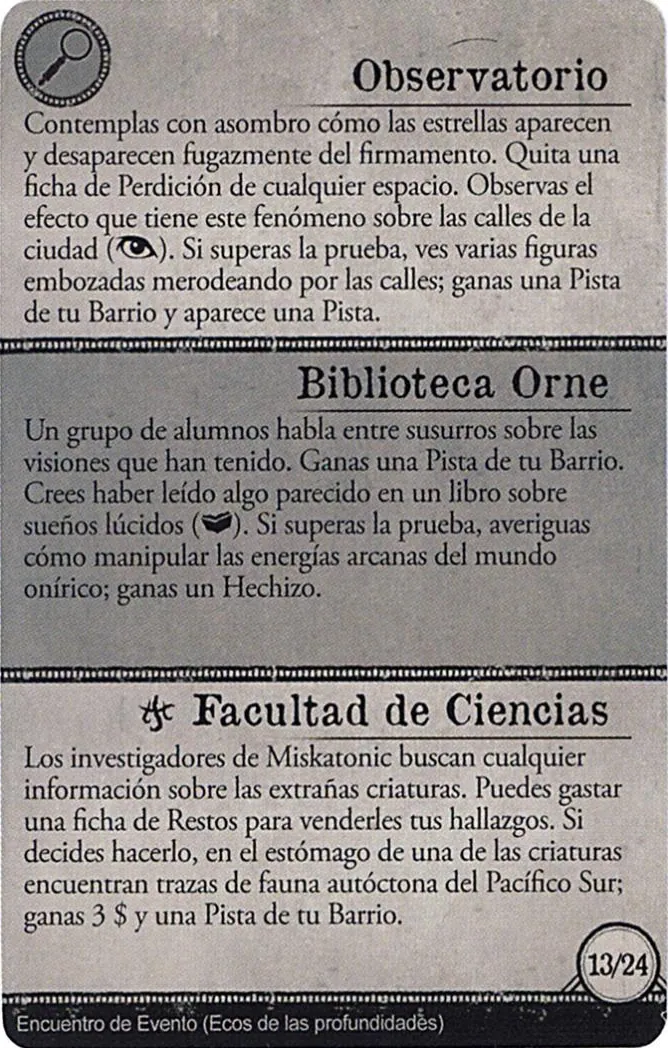 Observatorio
Contemplas con asombro cómo las estrellas aparecen
y desaparecen fugazmente del firmamento. Quita una
ficha de Perdición de cualquier espacio. Observas el
efecto que tiene este fenómeno sobre las calles de la
ciudad (). Si superas la prueba, ves varias figuras
embozadas merodeando por las calles; ganas una Pista
de tu Barrio y aparece una Pista.
Biblioteca Orne
Un grupo de alumnos habla entre susurros sobre las
visiones que han tenido. Ganas una Pista de tu Barrio.
Crees haber leído algo parecido en un libro sobre
sueños lúcidos (). Si superas la prueba, averiguas
cómo manipular las energías arcanas del mundo
onírico; ganas un Hechizo.
Facultad de Ciencias
Los investigadores de Miskatonic buscan cualquier
información sobre las extrañas criaturas. Puedes gastar
una ficha de Restos para venderles tus hallazgos. Si
decides hacerlo, en el estómago de una de las criaturas
encuentran trazas de fauna autóctona del Pacífico Sur;
ganas 3 $ y una Pista de tu Barrio.
13/24
Encuentro de Evento (Ecos de las profundidades)